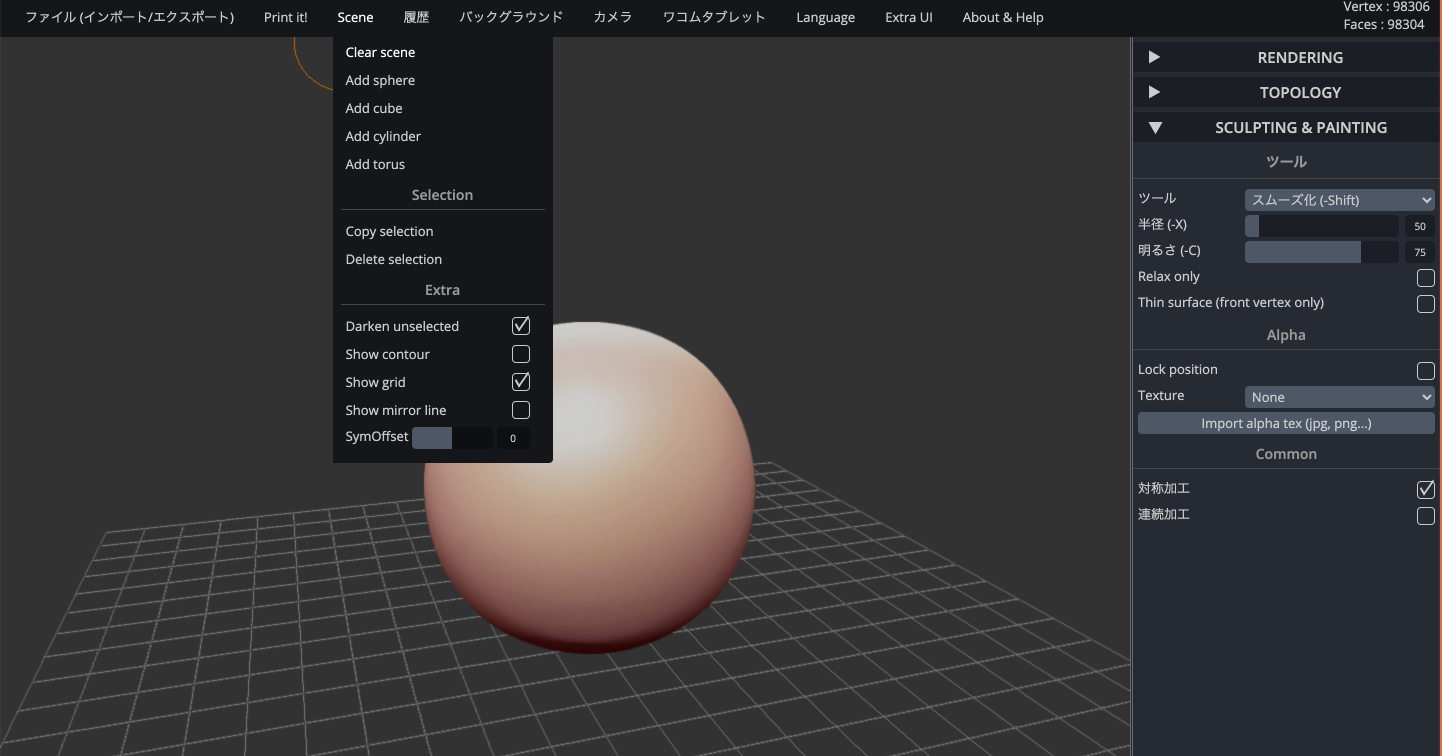 ファイル (インポート/エクスポート) Print it! Scene 履歴 バックグラウンド カメラ ワコムタブレット Language Extra UI About & Help
Vertex : 98306
Faces : 98304
Clear scene
Add sphere
Add cube
Add cylinder
Add torus
Selection
Copy selection
Delete selection
Extra
Darken unselected
Show contour
Show grid
Show mirror line
SymOffset 0
RENDERING
TOPOLOGY
SCULPTING & PAINTING
ツール
ツール スムーズ化 (-Shift)
半径 (-X) 50
明るさ (-C) 75
Relax only
Thin surface (front vertex only)
Alpha
Lock position
Texture None
Import alpha tex (jpg, png...)
Common
対称加工
連続加工